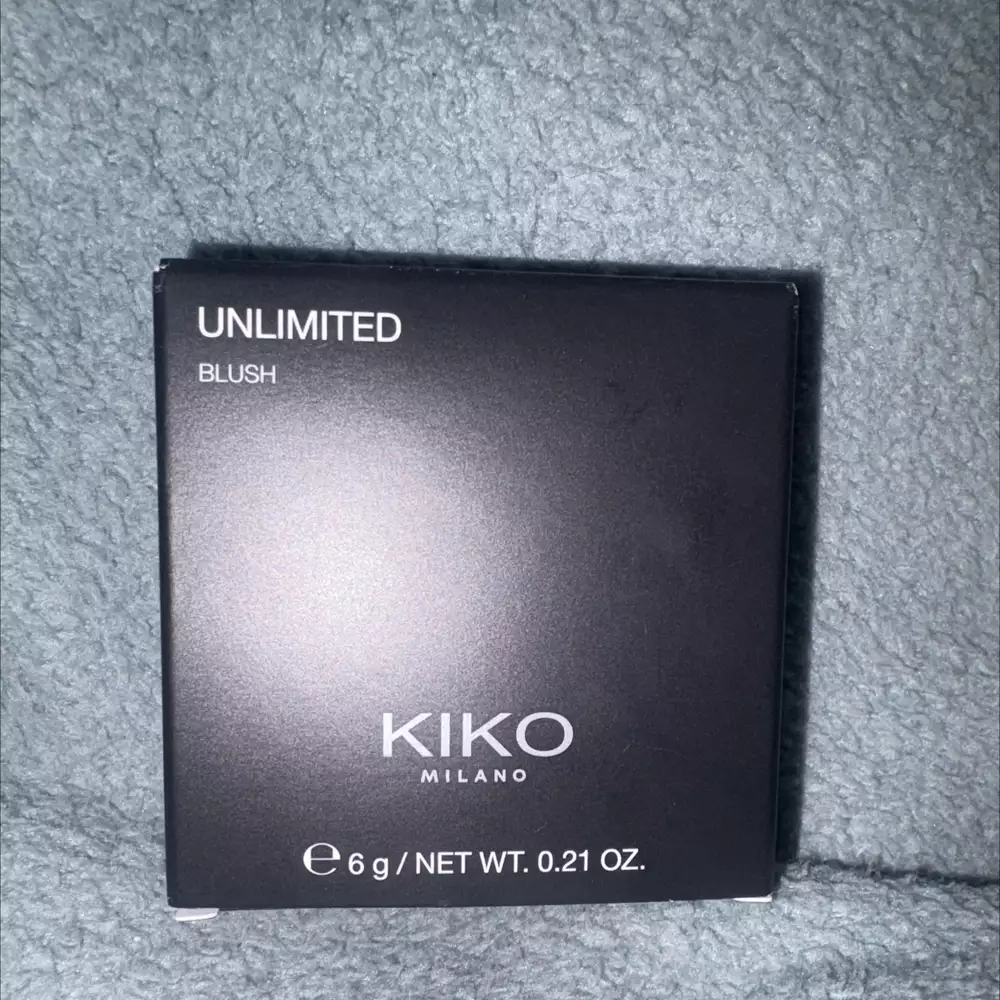 UNLIMITED
BLUSH
KIKO
MILANO
℮ 6 g / NET WT. 0.21 OZ.